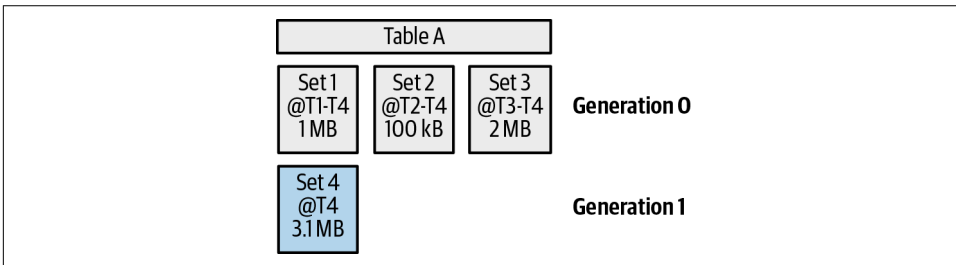 Table A
Set 1
@T1-T4
1 MB
Set 2
@T2-T4
100 kB
Set 3
@T3-T4
2 MB
Generation 0
Set 4
@T4
3.1 MB
Generation 1